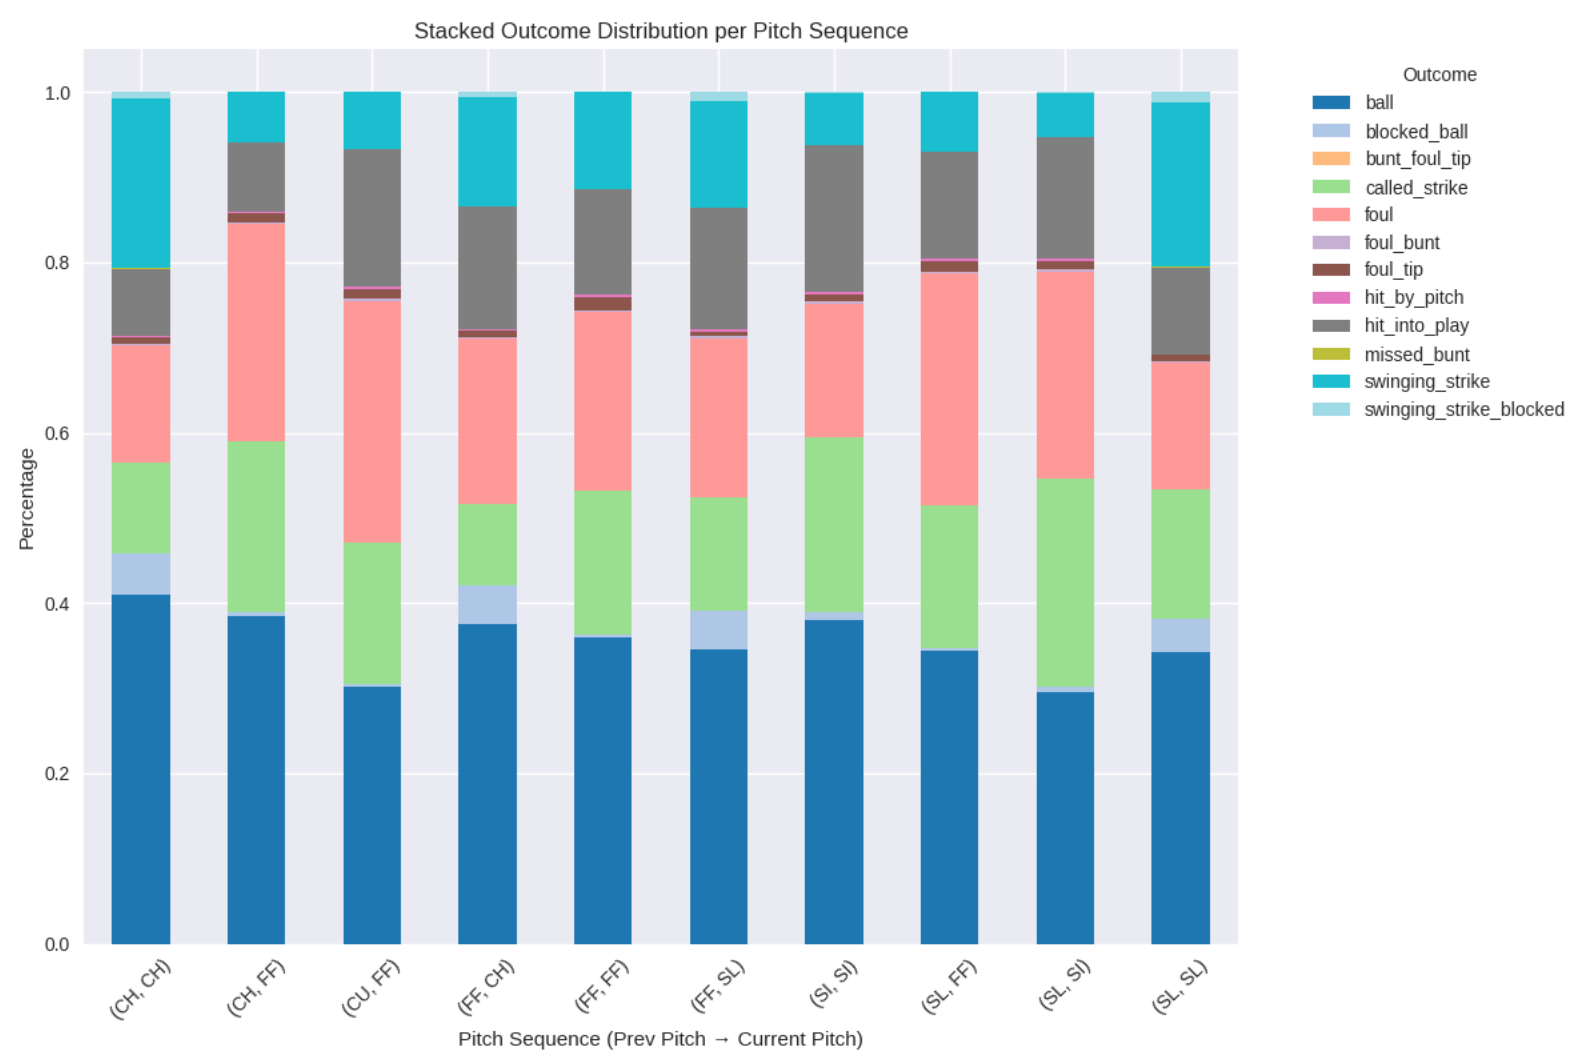 Stacked Outcome Distribution per Pitch Sequence
Outcome
ball
blocked_ball
bunt_foul_tip
called_strike
foul
foul_bunt
foul_tip
hit_by_pitch
hit_into_play
missed_bunt
swinging_strike
swinging_strike_blocked
Percentage
1.0
0.8
0.6
0.4
0.2
0.0
(CH, CH)
(CH, FF)
(CU, FF)
(FF, CH)
(FF, FF)
(FF, SL)
(SI, SI)
(SL, FF)
(SL, SI)
(SL, SL)
Pitch Sequence (Prev Pitch → Current Pitch)